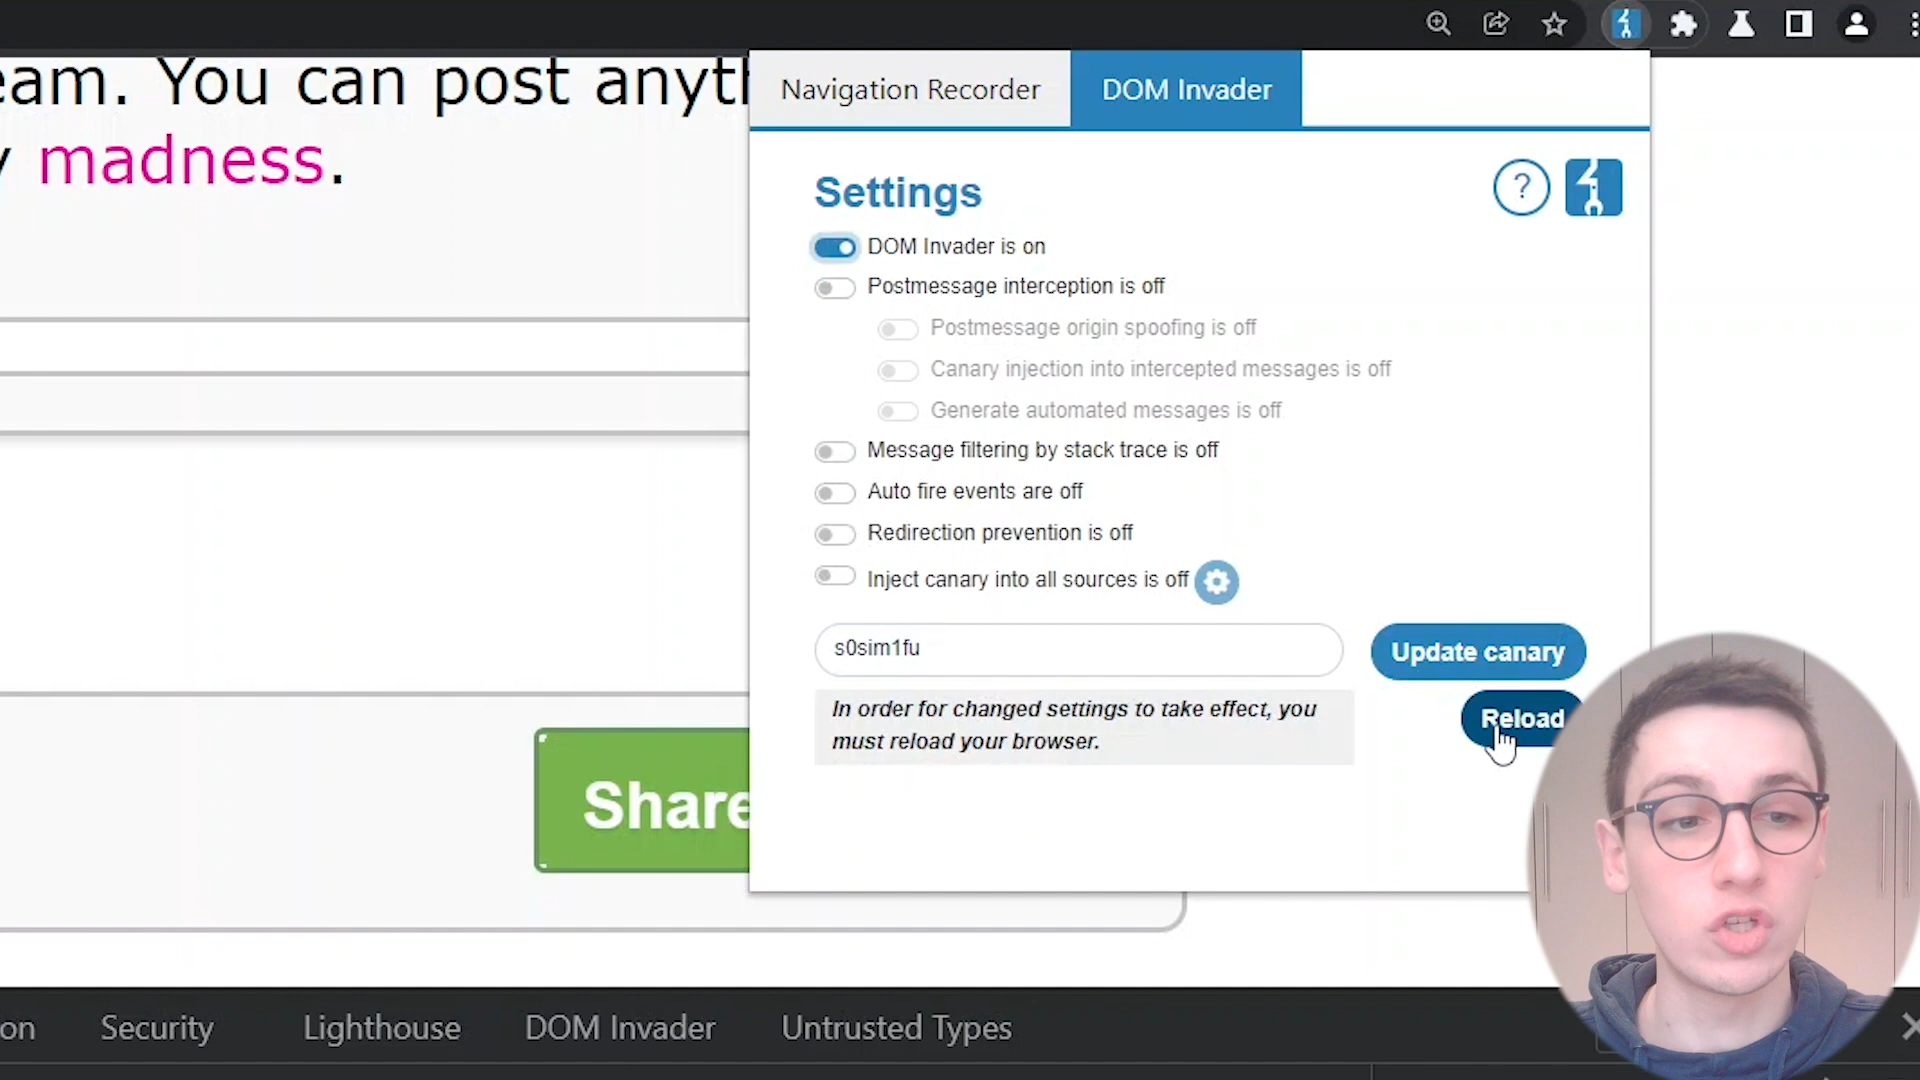 eam. You can post anyth
y madness.
Share
Navigation Recorder
DOM Invader
Settings
?
DOM Invader is on
Postmessage interception is off
Postmessage origin spoofing is off
Canary injection into intercepted messages is off
Generate automated messages is off
Message filtering by stack trace is off
Auto fire events are off
Redirection prevention is off
Inject canary into all sources is off
s0sim1fu
Update canary
In order for changed settings to take effect, you
must reload your browser.
Reload
on Security Lighthouse DOM Invader Untrusted Types